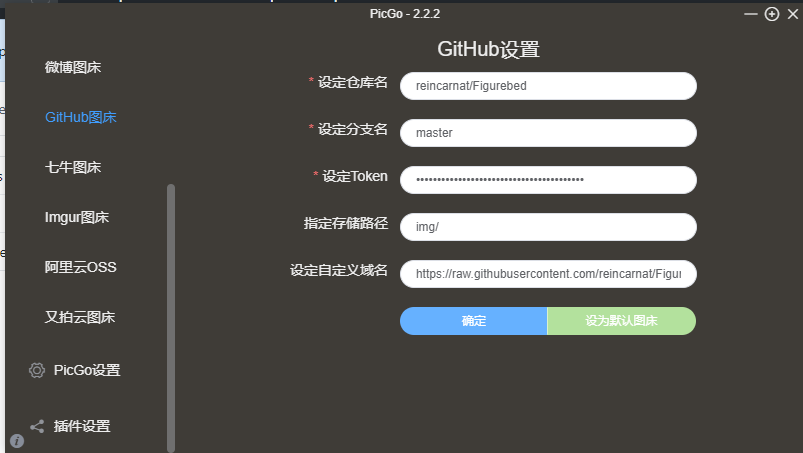 PicGo - 2.2.2
微博图床
GitHub图床
七牛图床
Imgur图床
阿里云OSS
又拍云图床
PicGo设置
插件设置
GitHub设置
* 设定仓库名
reincarnat/Figurebed
* 设定分支名
master
* 设定Token
••••••••••••••••••••••••••••••••••••••••
指定存储路径
img/
设定自定义域名
https://raw.githubusercontent.com/reincarnat/Figur
确定
设为默认图床